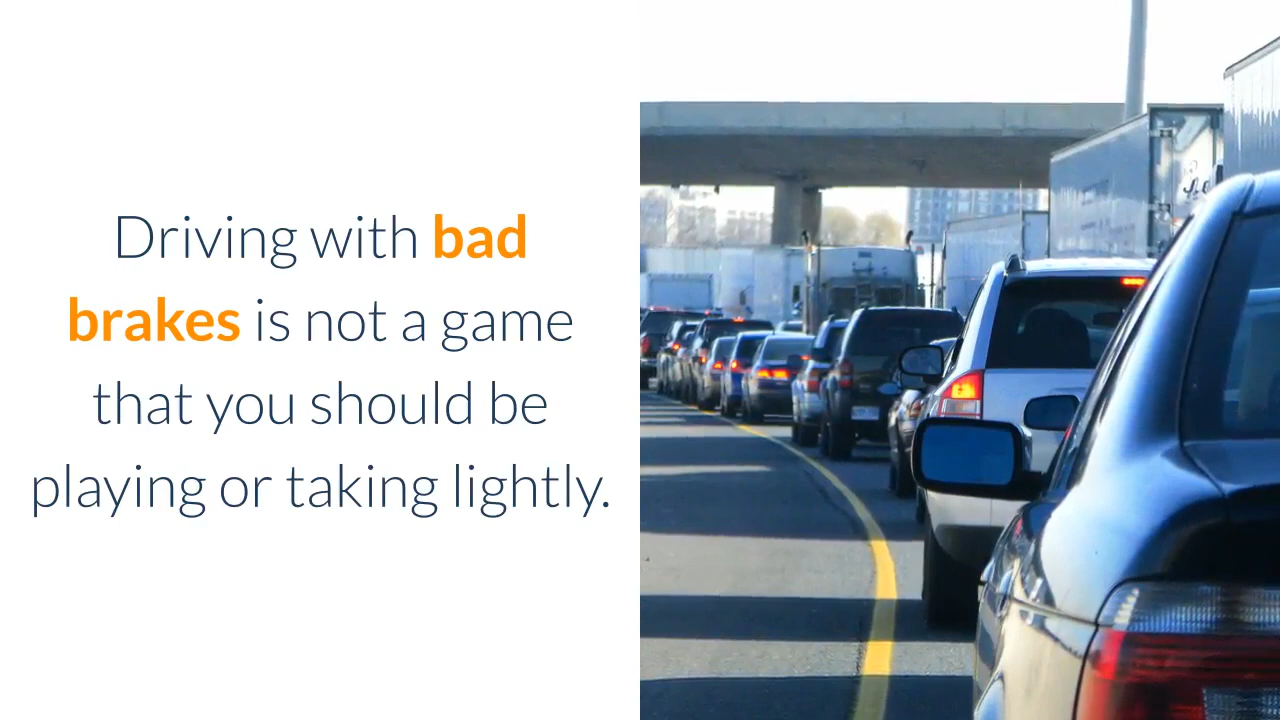 Driving with bad
brakes is not a game
that you should be
playing or taking lightly.